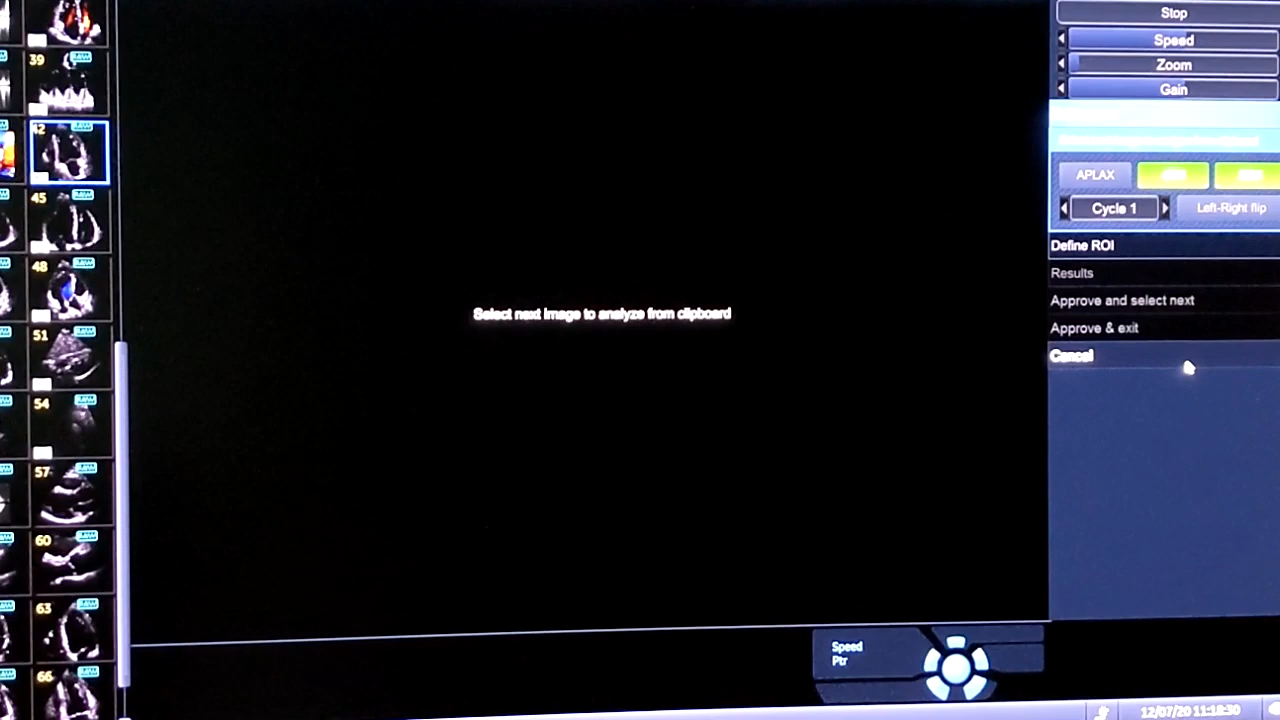 Stop
Speed
Zoom
Gain
APLAX
Cycle 1
Left-Right flip
Define ROI
Results
Approve and select next
Approve & exit
Cancel
39
42
45
48
51
54
57
60
63
66
Select next image to analyze from clipboard
Speed
Ptr
12/07/20 11:18:30